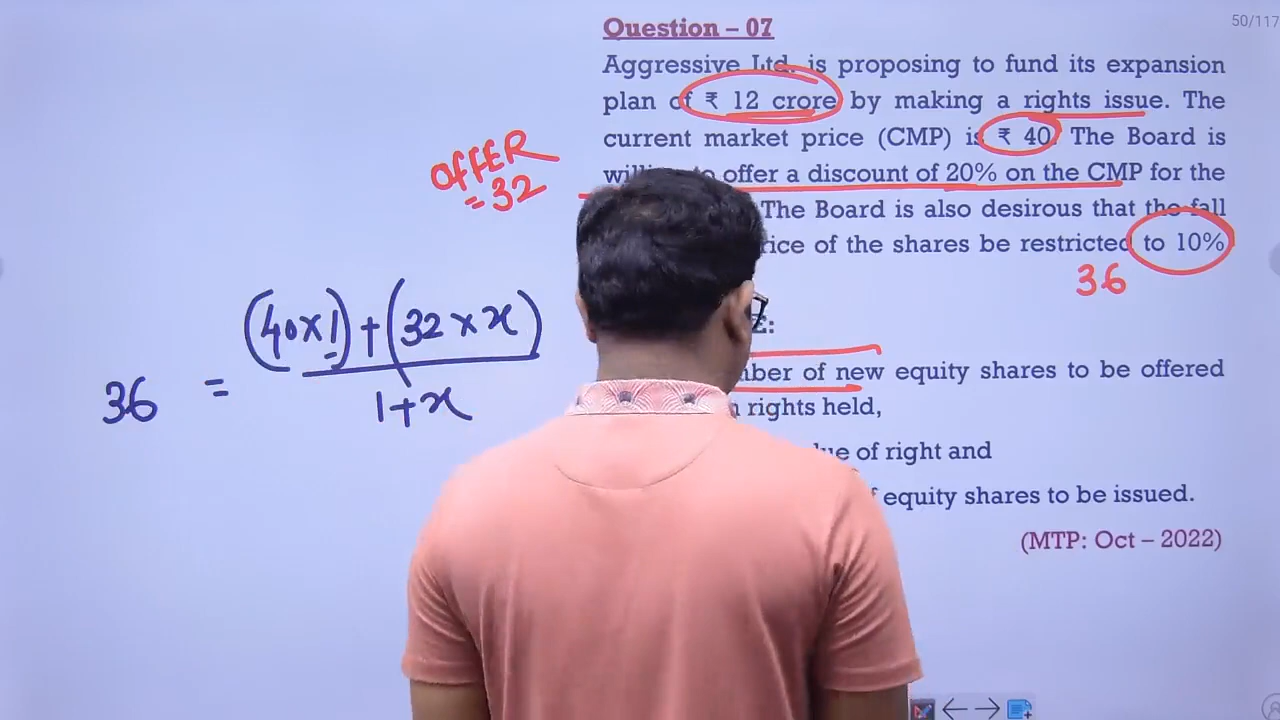 50/117
Question – 07
Aggressive Ltd. is proposing to fund its expansion
plan of ₹ 12 crore by making a rights issue. The
current market price (CMP) is ₹ 40. The Board is
offer a discount of 20% on the CMP for the
The Board is also desirous that the fall
of the shares be restricted to 10%
36
OFFER
= 32
36 = (40×1) + (32×x)
1+x
of new equity shares to be offered
rights held,
of right and
equity shares to be issued.
(MTP: Oct – 2022)